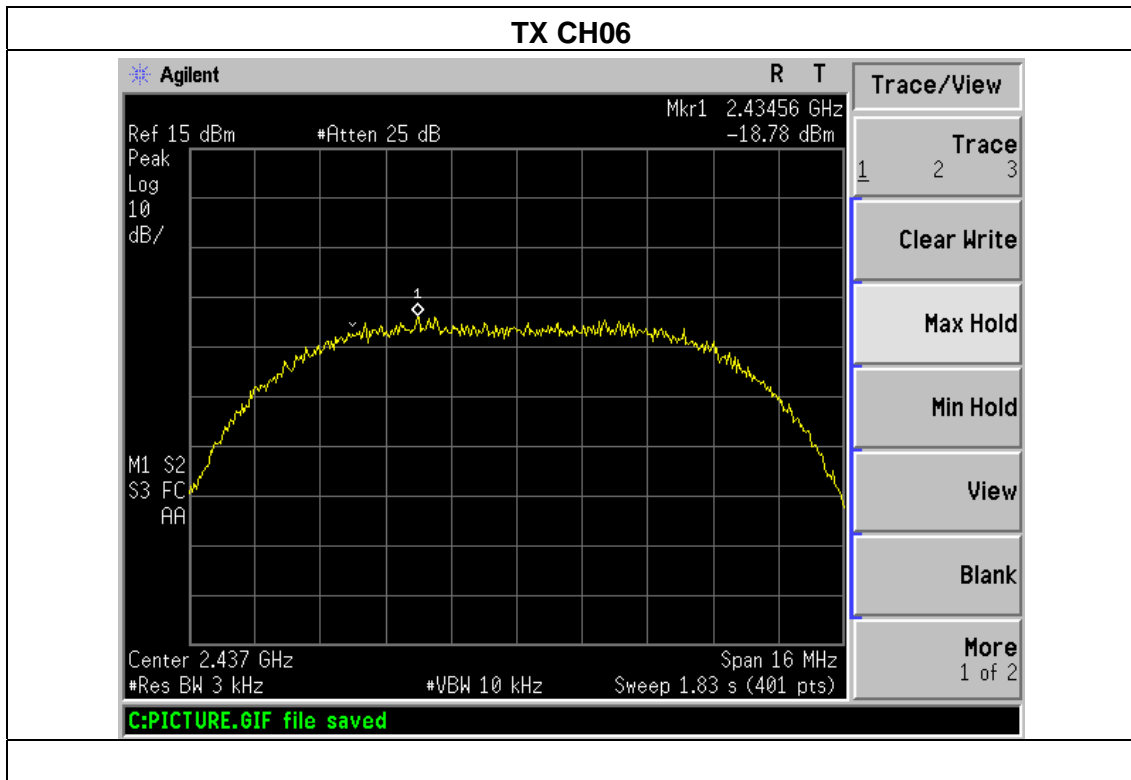 TX CH06
Agilent
R T
Mkr1 2.43456 GHz
Ref 15 dBm #Atten 25 dB -18.78 dBm
Peak
Log
10
dB/
1
M1 S2
S3 FC
AA
Center 2.437 GHz Span 16 MHz
#Res BW 3 kHz #VBW 10 kHz Sweep 1.83 s (401 pts)
C:PICTURE.GIF file saved
Trace/View
Trace
1 2 3
Clear Write
Max Hold
Min Hold
View
Blank
More
1 of 2